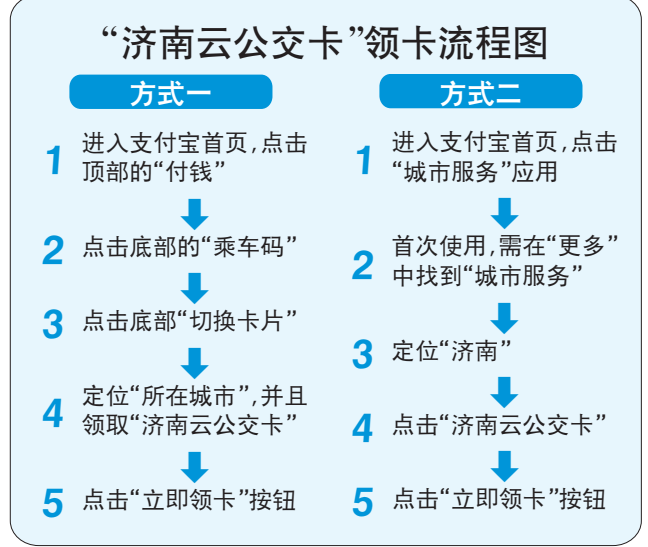 “济南云公交卡”领卡流程图
方式一
1 进入支付宝首页,点击
顶部的“付钱”
2 点击底部的“乘车码”
3 点击底部“切换卡片”
4 定位“所在城市”,并且
领取“济南云公交卡”
5 点击“立即领卡”按钮
方式二
1 进入支付宝首页,点击
“城市服务”应用
2 首次使用,需在“更多”
中找到“城市服务”
3 定位“济南”
4 点击“济南云公交卡”
5 点击“立即领卡”按钮